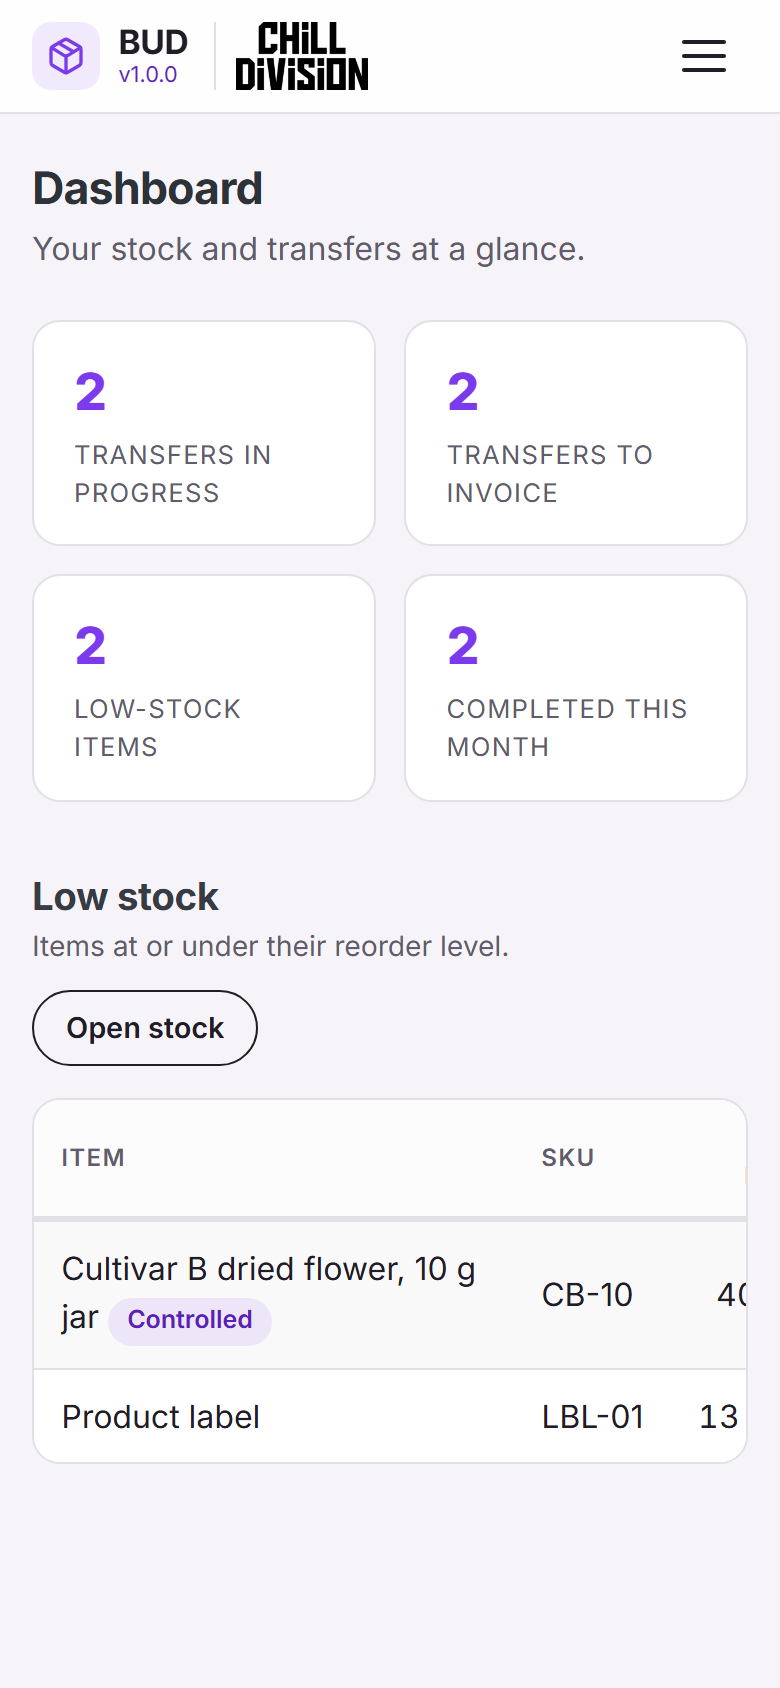 BUD
v1.0.0
CHiLL
DiViSiON
Dashboard
Your stock and transfers at a glance.
2
TRANSFERS IN
PROGRESS
2
TRANSFERS TO
INVOICE
2
LOW-STOCK
ITEMS
2
COMPLETED THIS
MONTH
Low stock
Items at or under their reorder level.
Open stock
ITEM SKU
Cultivar B dried flower, 10 g
jar Controlled CB-10
Product label LBL-01 13